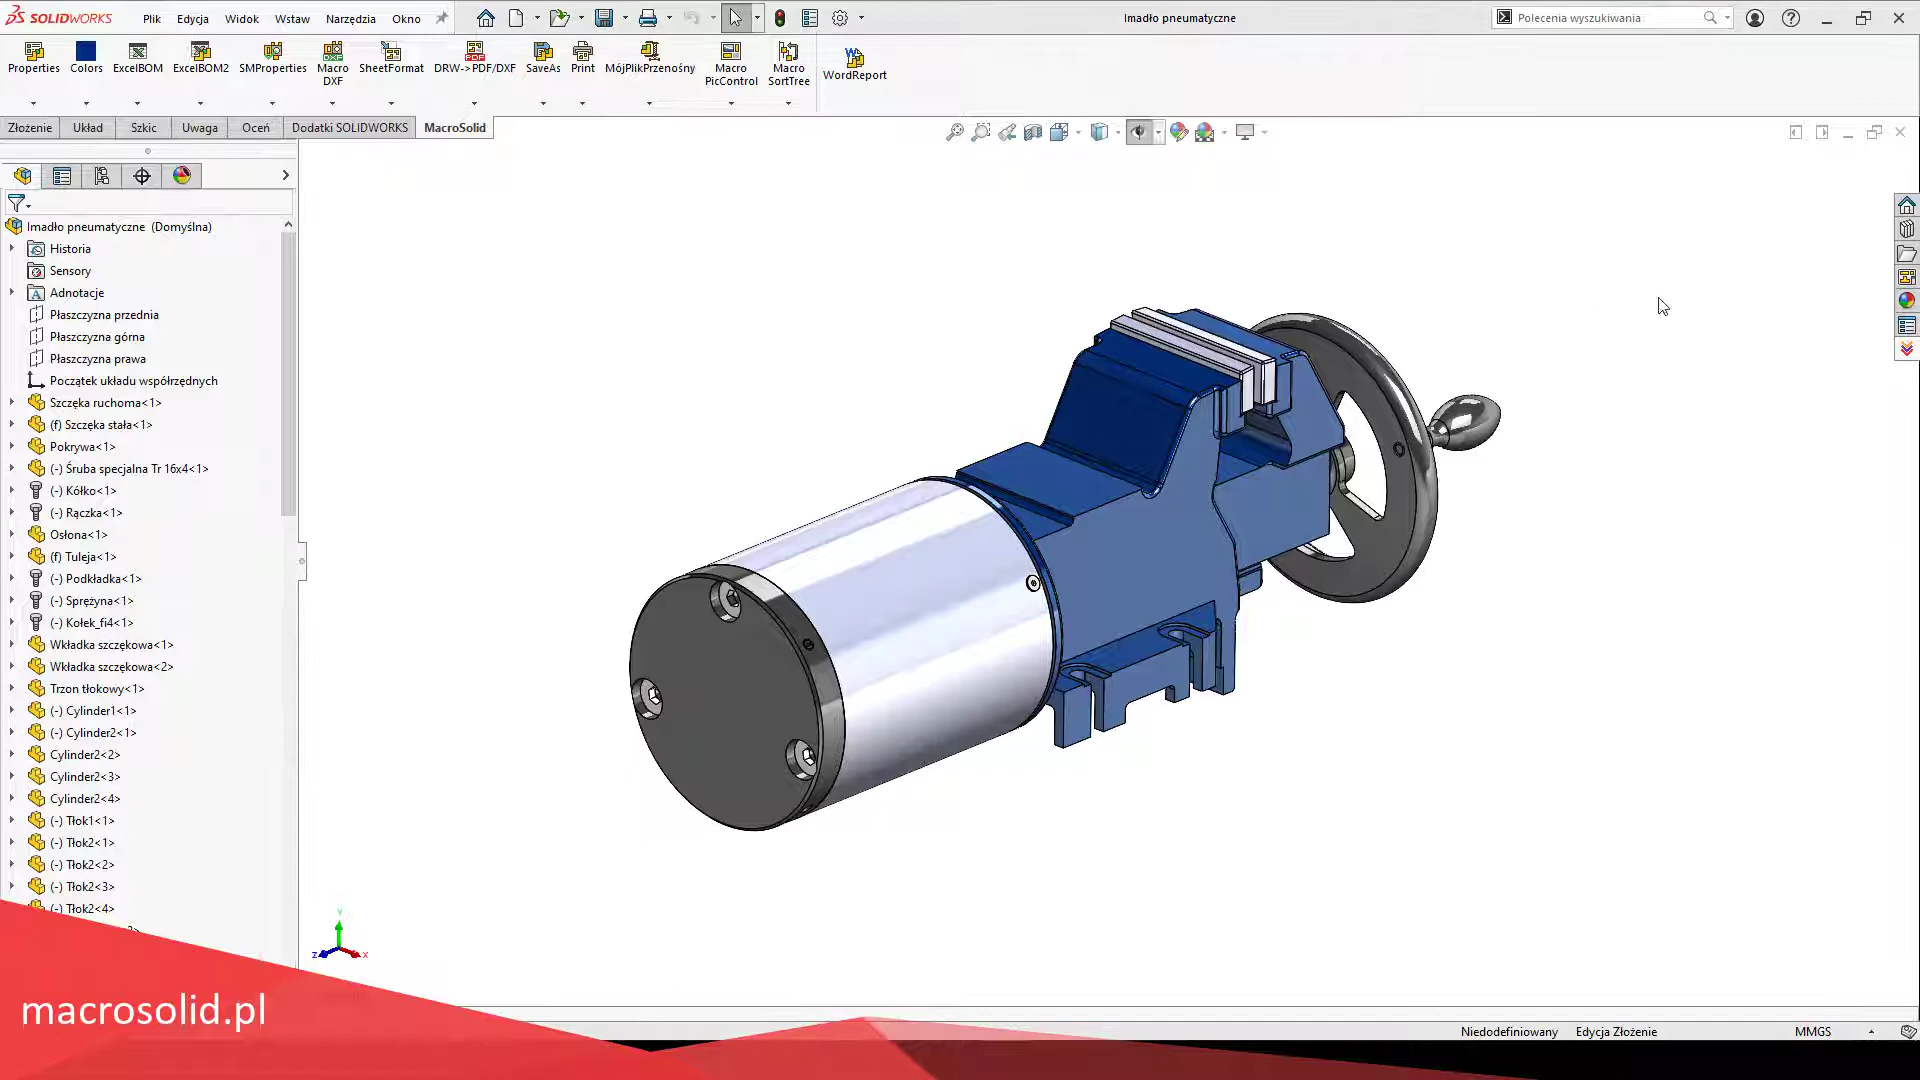 SOLIDWORKS
Plik Edycja Widok Wstaw Narzędzia Okno
Imadło pneumatyczne
Polecenia wyszukiwania
Properties
Colors
ExcelBOM
ExcelBOM2
SMProperties
Macro DXF
SheetFormat
DRW->PDF/DXF
SaveAs
Print
MójPlikPrzenośny
Macro PicControl
Macro SortTree
WordReport
Złożenie Układ Szkic Uwaga Oceń Dodatki SOLIDWORKS MacroSolid
Imadło pneumatyczne (Domyślna)
Historia
Sensory
Adnotacje
Płaszczyzna przednia
Płaszczyzna górna
Płaszczyzna prawa
Początek układu współrzędnych
Szczęka ruchoma<1>
(f) Szczęka stała<1>
Pokrywa<1>
(-) Śruba specjalna Tr 16x4<1>
(-) Kółko<1>
(-) Rączka<1>
Osłona<1>
(f) Tuleja<1>
(-) Podkładka<1>
(-) Sprężyna<1>
(-) Kołek_fi4<1>
Wkładka szczękowa<1>
Wkładka szczękowa<2>
Trzon tłokowy<1>
(-) Cylinder1<1>
(-) Cylinder2<1>
Cylinder2<2>
Cylinder2<3>
Cylinder2<4>
(-) Tłok1<1>
(-) Tłok2<1>
(-) Tłok2<2>
(-) Tłok2<3>
(-) Tłok2<4>
Y
Z
X
macrosolid.pl
Niedodefiniowany Edycja Złożenie MMGS